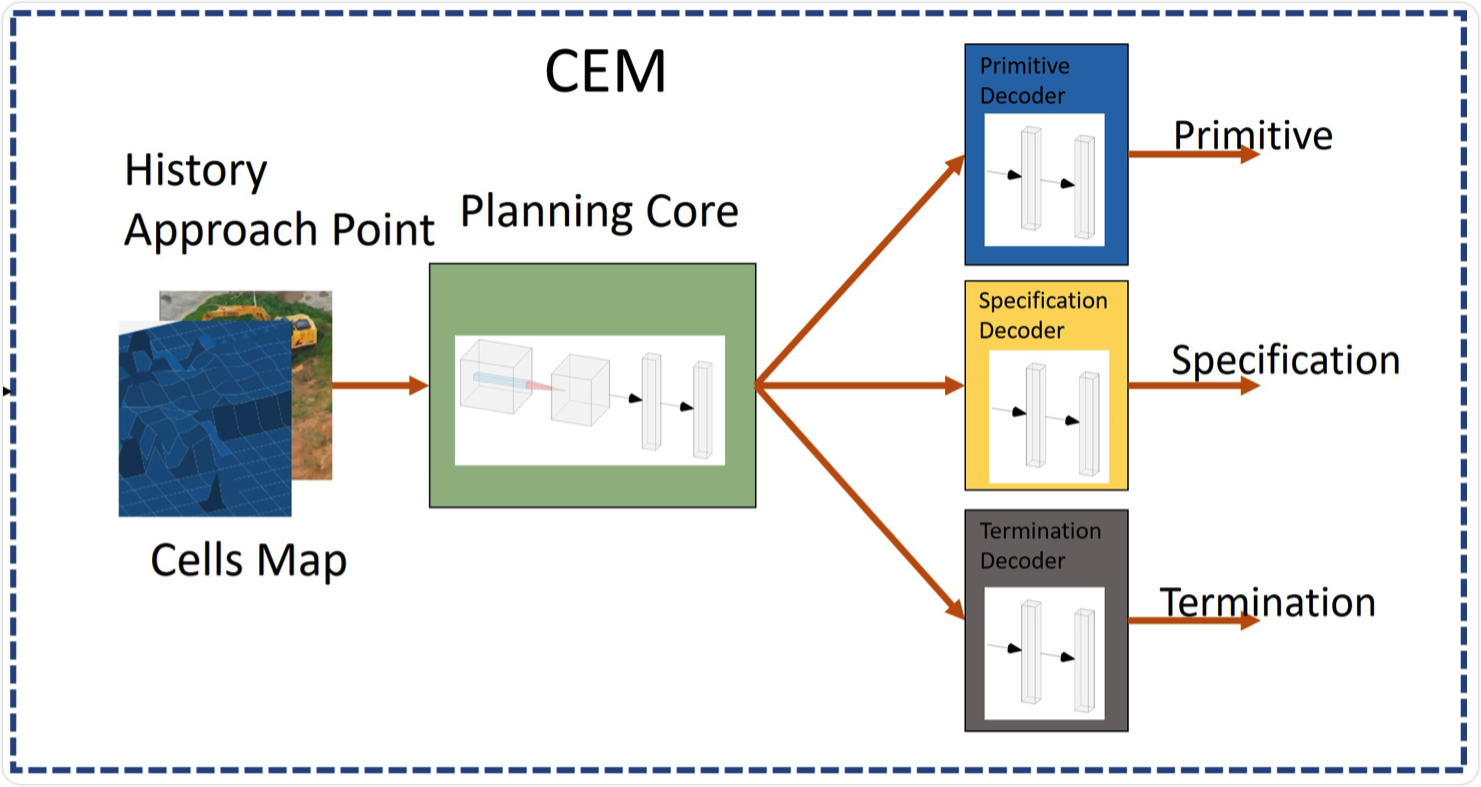 CEM
History
Approach Point
Cells Map
Planning Core
Primitive
Decoder
Primitive
Specification
Decoder
Specification
Termination
Decoder
Termination